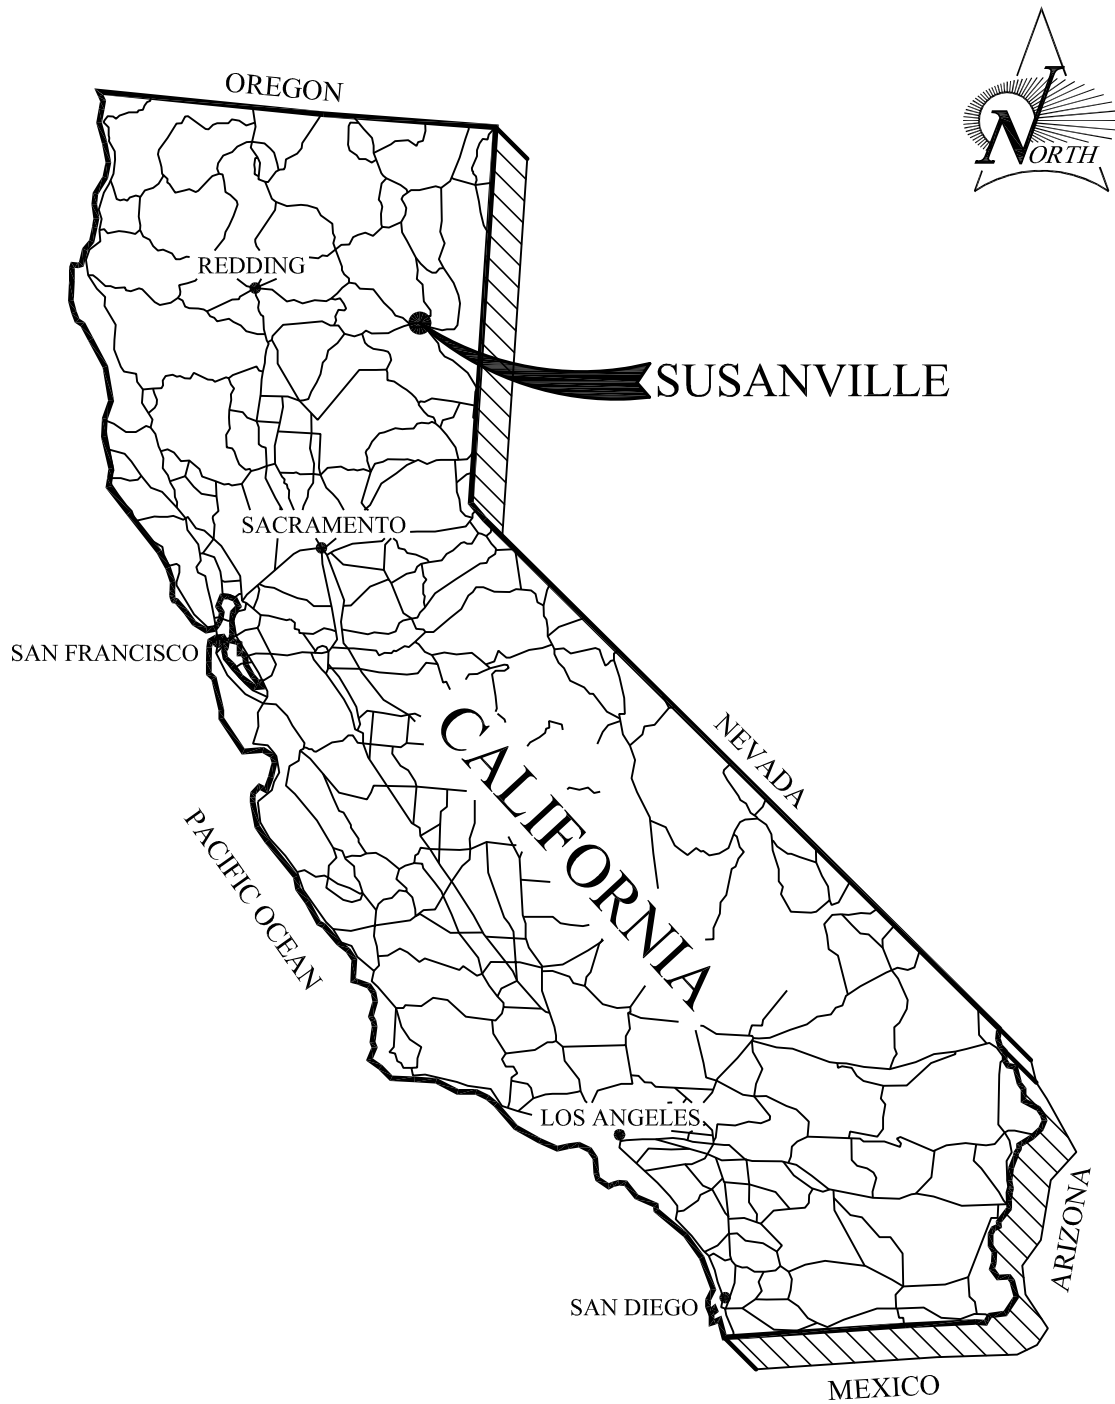 OREGON
NORTH
REDDING
SUSANVILLE
SACRAMENTO
SAN FRANCISCO
NEVADA
CALIFORNIA
PACIFIC OCEAN
LOS ANGELES
ARIZONA
SAN DIEGO
MEXICO